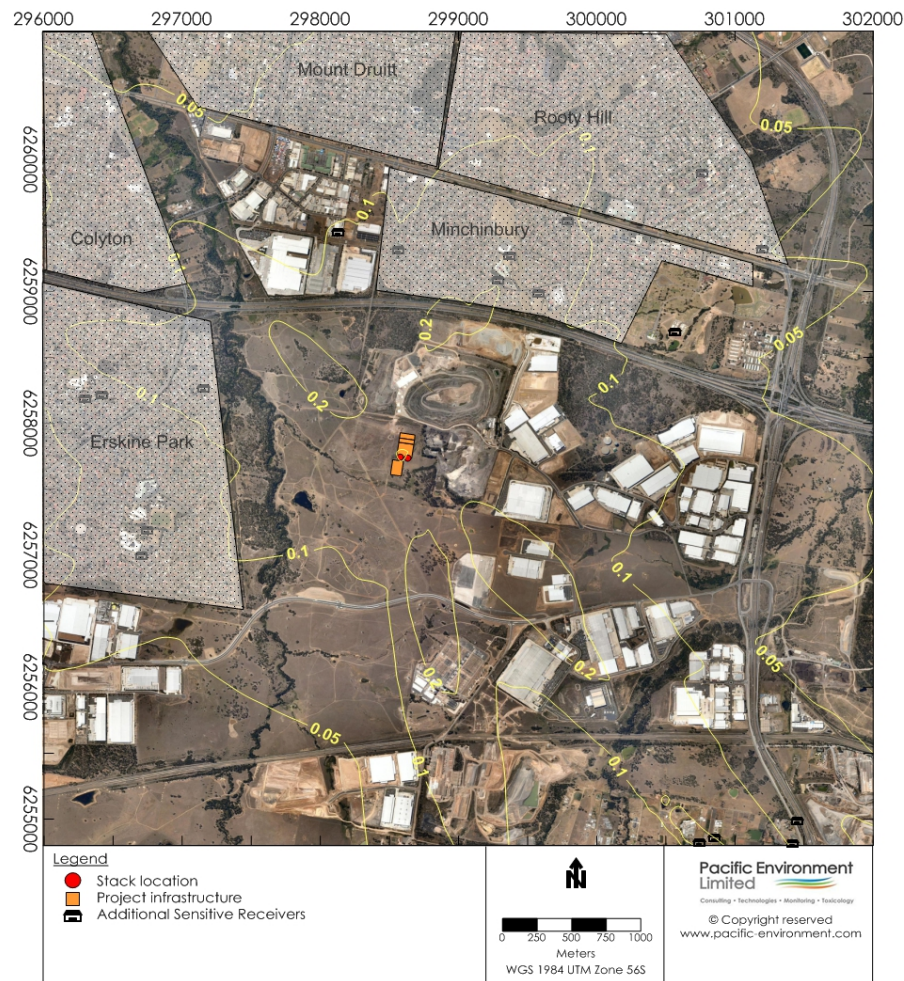 296000 297000 298000 299000 300000 301000 302000
6260000
6259000
6258000
6257000
6256000
6255000
Mount Druitt
0.05
Rooty Hill
0.05
0.1
0.1
Colyton
Minchinbury
0.1
0.2
0.05
0.1
0.2
0.1
Erskine Park
0.1
0.1
0.2
0.2
0.05
0.05
0.1
0.1
Legend
Stack location
Project infrastructure
Additional Sensitive Receivers
N
0 250 500 750 1000
Meters
WGS 1984 UTM Zone 56S
Pacific Environment
Limited
Consulting • Technologies • Monitoring • Toxicology
© Copyright reserved
www.pacific-environment.com